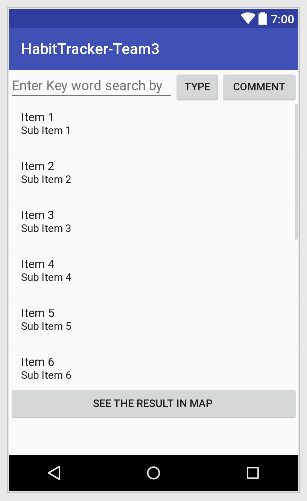 7:00
HabitTracker-Team3
Enter Key word search by TYPE COMMENT
Item 1
Sub Item 1
Item 2
Sub Item 2
Item 3
Sub Item 3
Item 4
Sub Item 4
Item 5
Sub Item 5
Item 6
Sub Item 6
SEE THE RESULT IN MAP